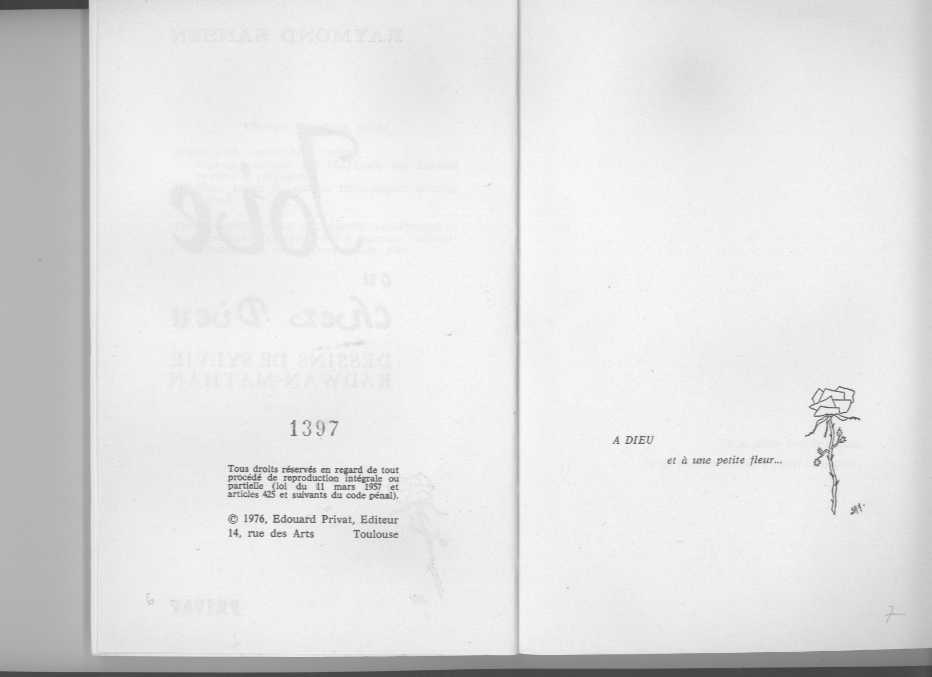 1397
Tous droits réservés en regard de tout
procédé de reproduction intégrale ou
partielle (loi du 11 mars 1957 et
articles 425 et suivants du code pénal).
© 1976, Edouard Privat, Editeur
14, rue des Arts Toulouse
6
A DIEU
et à une petite fleur...
7